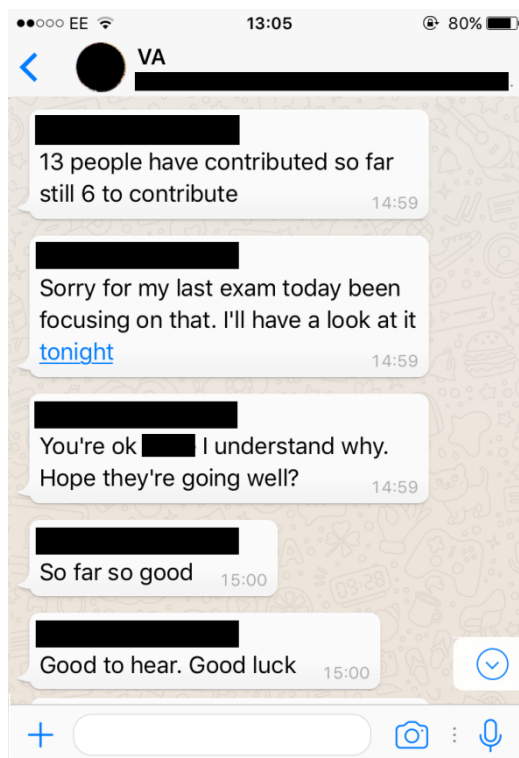 EE 13:05 80%
VA
13 people have contributed so far
still 6 to contribute
14:59
Sorry for my last exam today been
focusing on that. I'll have a look at it
tonight
14:59
You're ok I understand why.
Hope they're going well?
14:59
So far so good 15:00
Good to hear. Good luck 15:00